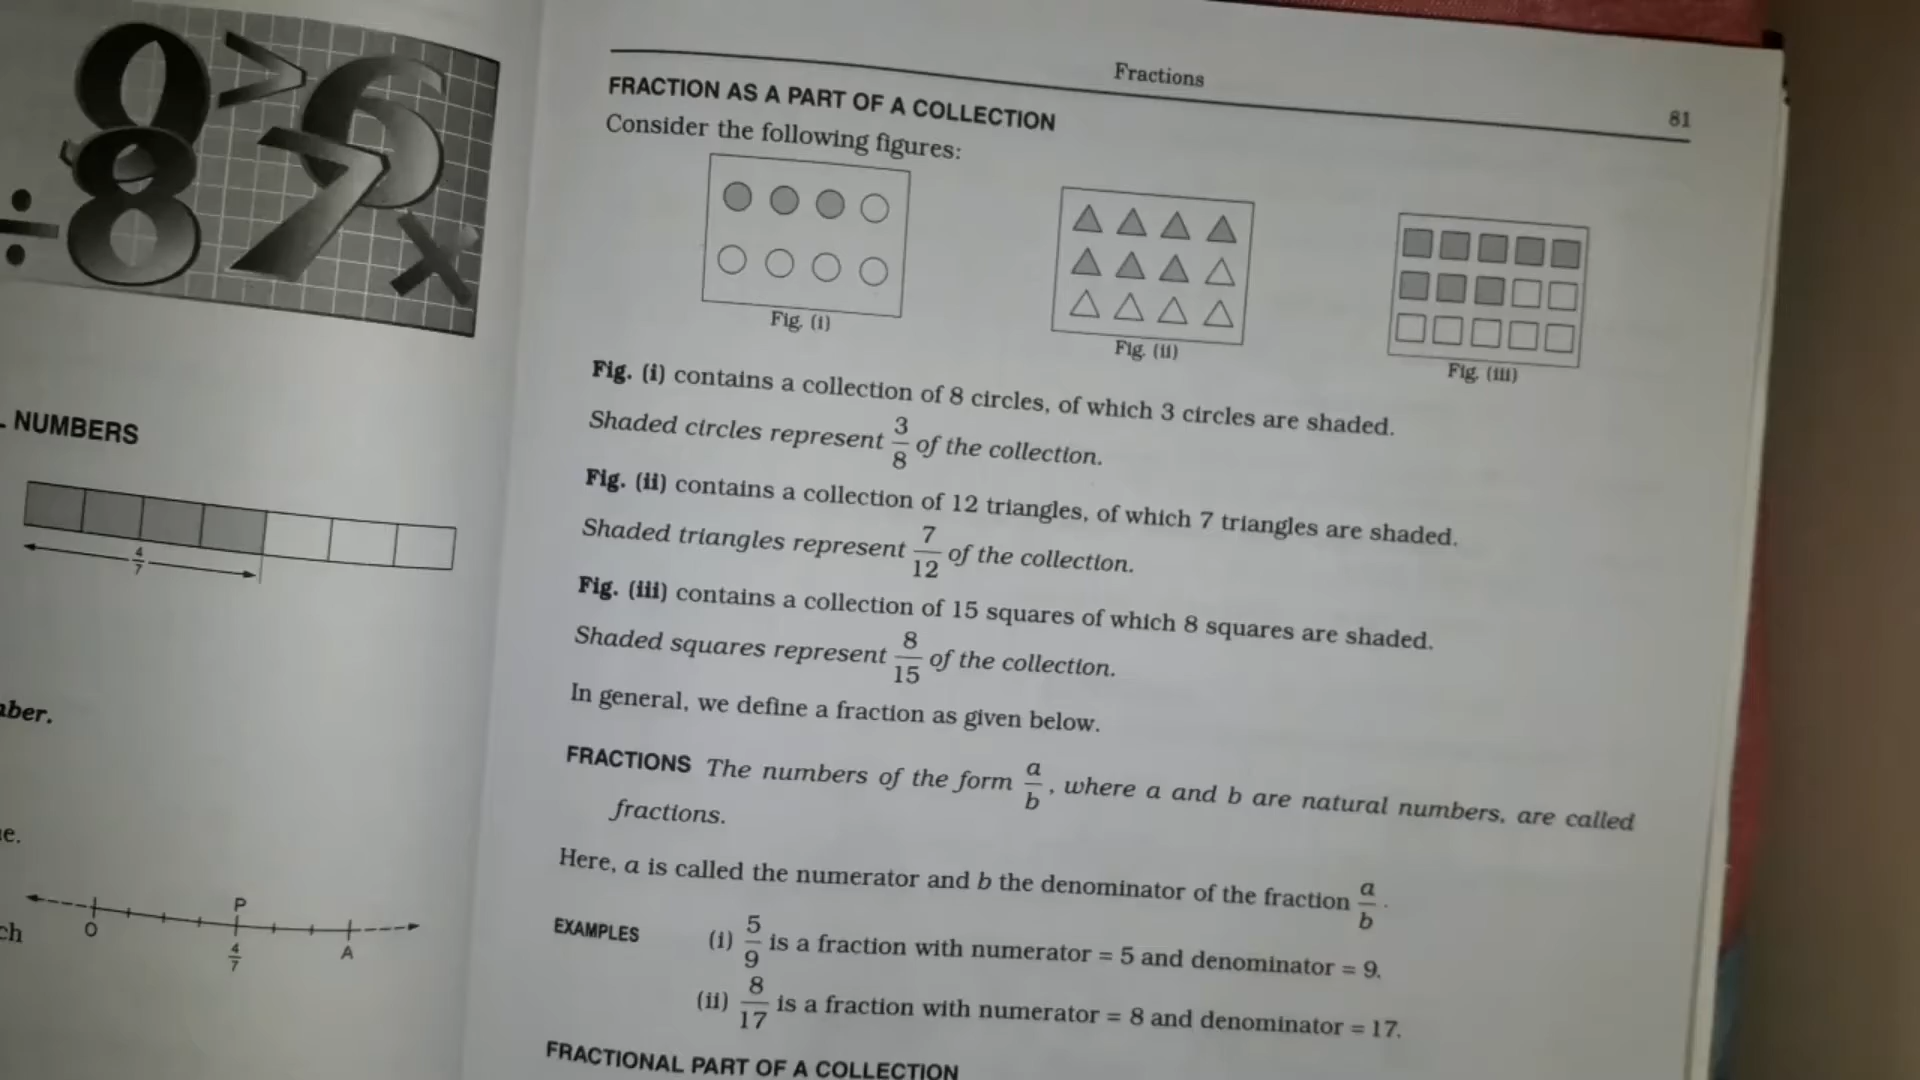 NUMBERS
4/7
mber.
e.
P
O
A
4/7
ch
Fractions
81
FRACTION AS A PART OF A COLLECTION
Consider the following figures:
Fig. (i)
Fig. (ii)
Fig. (iii)
Fig. (i) contains a collection of 8 circles, of which 3 circles are shaded.
Shaded circles represent 3/8 of the collection.
Fig. (ii) contains a collection of 12 triangles, of which 7 triangles are shaded.
Shaded triangles represent 7/12 of the collection.
Fig. (iii) contains a collection of 15 squares of which 8 squares are shaded.
Shaded squares represent 8/15 of the collection.
In general, we define a fraction as given below.
FRACTIONS The numbers of the form a/b, where a and b are natural numbers, are called
fractions.
Here, a is called the numerator and b the denominator of the fraction a/b.
EXAMPLES (i) 5/9 is a fraction with numerator = 5 and denominator = 9.
(ii) 8/17 is a fraction with numerator = 8 and denominator = 17.
FRACTIONAL PART OF A COLLECTION